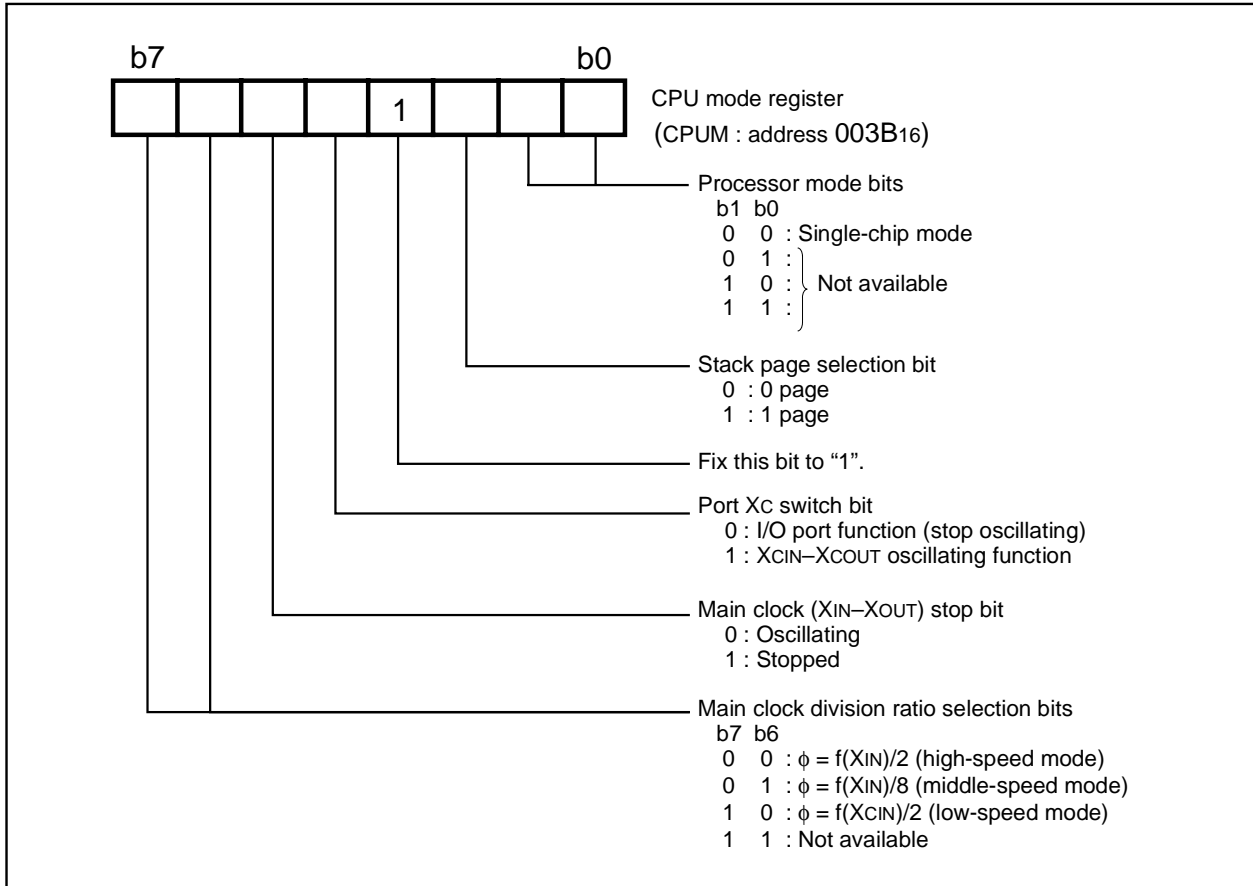 b7 b0
1
CPU mode register
(CPUM : address 003B16)
Processor mode bits
b1 b0
0 0 : Single-chip mode
0 1 :
1 0 : Not available
1 1 :
Stack page selection bit
0 : 0 page
1 : 1 page
Fix this bit to “1”.
Port XC switch bit
0 : I/O port function (stop oscillating)
1 : XCIN–XCOUT oscillating function
Main clock (XIN–XOUT) stop bit
0 : Oscillating
1 : Stopped
Main clock division ratio selection bits
b7 b6
0 0 : ϕ = f(XIN)/2 (high-speed mode)
0 1 : ϕ = f(XIN)/8 (middle-speed mode)
1 0 : ϕ = f(XCIN)/2 (low-speed mode)
1 1 : Not available